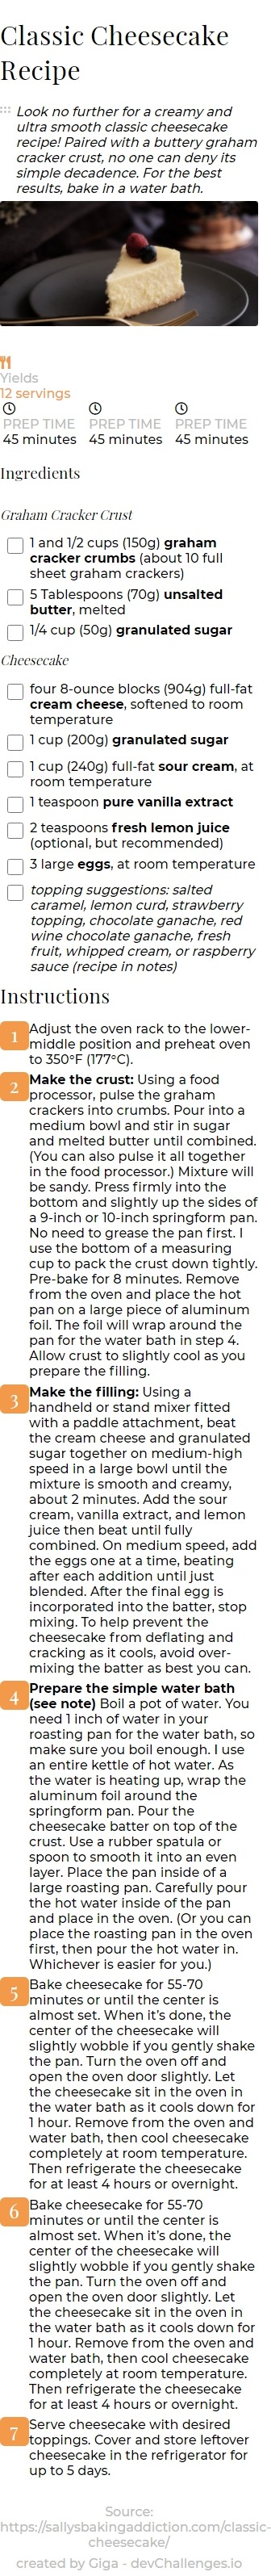 Classic Cheesecake
Recipe
Look no further for a creamy and
ultra smooth classic cheesecake
recipe! Paired with a buttery graham
cracker crust, no one can deny its
simple decadence. For the best
results, bake in a water bath.
Yields
12 servings
PREP TIME PREP TIME PREP TIME
45 minutes 45 minutes 45 minutes
Ingredients
Graham Cracker Crust
1 and 1/2 cups (150g) graham
cracker crumbs (about 10 full
sheet graham crackers)
5 Tablespoons (70g) unsalted
butter, melted
1/4 cup (50g) granulated sugar
Cheesecake
four 8-ounce blocks (904g) full-fat
cream cheese, softened to room
temperature
1 cup (200g) granulated sugar
1 cup (240g) full-fat sour cream, at
room temperature
1 teaspoon pure vanilla extract
2 teaspoons fresh lemon juice
(optional, but recommended)
3 large eggs, at room temperature
topping suggestions: salted
caramel, lemon curd, strawberry
topping, chocolate ganache, red
wine chocolate ganache, fresh
fruit, whipped cream, or raspberry
sauce (recipe in notes)
Instructions
1 Adjust the oven rack to the lower-
middle position and preheat oven
to 350°F (177°C).
2 Make the crust: Using a food
processor, pulse the graham
crackers into crumbs. Pour into a
medium bowl and stir in sugar
and melted butter until combined.
(You can also pulse it all together
in the food processor.) Mixture will
be sandy. Press firmly into the
bottom and slightly up the sides of
a 9-inch or 10-inch springform pan.
No need to grease the pan first. I
use the bottom of a measuring
cup to pack the crust down tightly.
Pre-bake for 8 minutes. Remove
from the oven and place the hot
pan on a large piece of aluminum
foil. The foil will wrap around the
pan for the water bath in step 4.
Allow crust to slightly cool as you
prepare the filling.
3 Make the filling: Using a
handheld or stand mixer fitted
with a paddle attachment, beat
the cream cheese and granulated
sugar together on medium-high
speed in a large bowl until the
mixture is smooth and creamy,
about 2 minutes. Add the sour
cream, vanilla extract, and lemon
juice then beat until fully
combined. On medium speed, add
the eggs one at a time, beating
after each addition until just
blended. After the final egg is
incorporated into the batter, stop
mixing. To help prevent the
cheesecake from deflating and
cracking as it cools, avoid over-
mixing the batter as best you can.
4 Prepare the simple water bath
(see note) Boil a pot of water. You
need 1 inch of water in your
roasting pan for the water bath, so
make sure you boil enough. I use
an entire kettle of hot water. As
the water is heating up, wrap the
aluminum foil around the
springform pan. Pour the
cheesecake batter on top of the
crust. Use a rubber spatula or
spoon to smooth it into an even
layer. Place the pan inside of a
large roasting pan. Carefully pour
the hot water inside of the pan
and place in the oven. (Or you can
place the roasting pan in the oven
first, then pour the hot water in.
Whichever is easier for you.)
5 Bake cheesecake for 55-70
minutes or until the center is
almost set. When it's done, the
center of the cheesecake will
slightly wobble if you gently shake
the pan. Turn the oven off and
open the oven door slightly. Let
the cheesecake sit in the oven in
the water bath as it cools down for
1 hour. Remove from the oven and
water bath, then cool cheesecake
completely at room temperature.
Then refrigerate the cheesecake
for at least 4 hours or overnight.
6 Bake cheesecake for 55-70
minutes or until the center is
almost set. When it's done, the
center of the cheesecake will
slightly wobble if you gently shake
the pan. Turn the oven off and
open the oven door slightly. Let
the cheesecake sit in the oven in
the water bath as it cools down for
1 hour. Remove from the oven and
water bath, then cool cheesecake
completely at room temperature.
Then refrigerate the cheesecake
for at least 4 hours or overnight.
7 Serve cheesecake with desired
toppings. Cover and store leftover
cheesecake in the refrigerator for
up to 5 days.
Source:
https://sallysbakingaddiction.com/classic-
cheesecake/
created by Giga - devChallenges.io